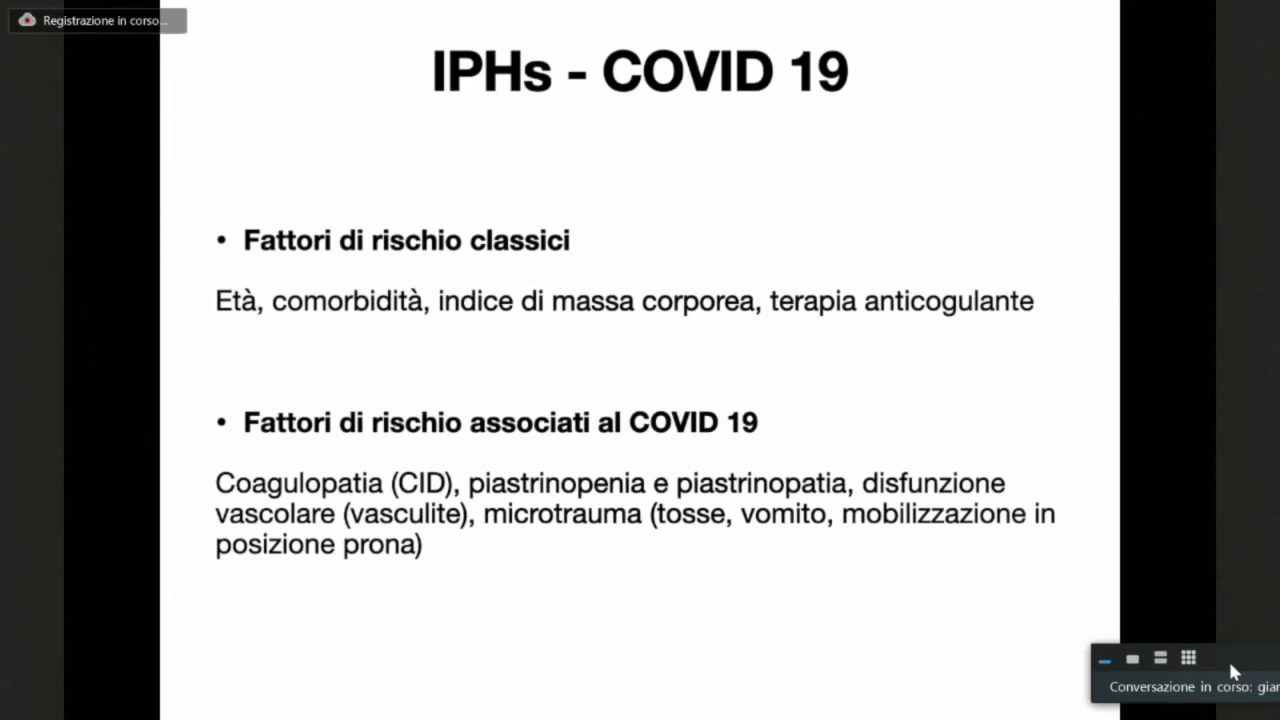 Registrazione in corso...
IPHs - COVID 19
• Fattori di rischio classici
Età, comorbidità, indice di massa corporea, terapia anticogulante
• Fattori di rischio associati al COVID 19
Coagulopatia (CID), piastrinopenia e piastrinopatia, disfunzione
vascolare (vasculite), microtrauma (tosse, vomito, mobilizzazione in
posizione prona)
Conversazione in corso: gian